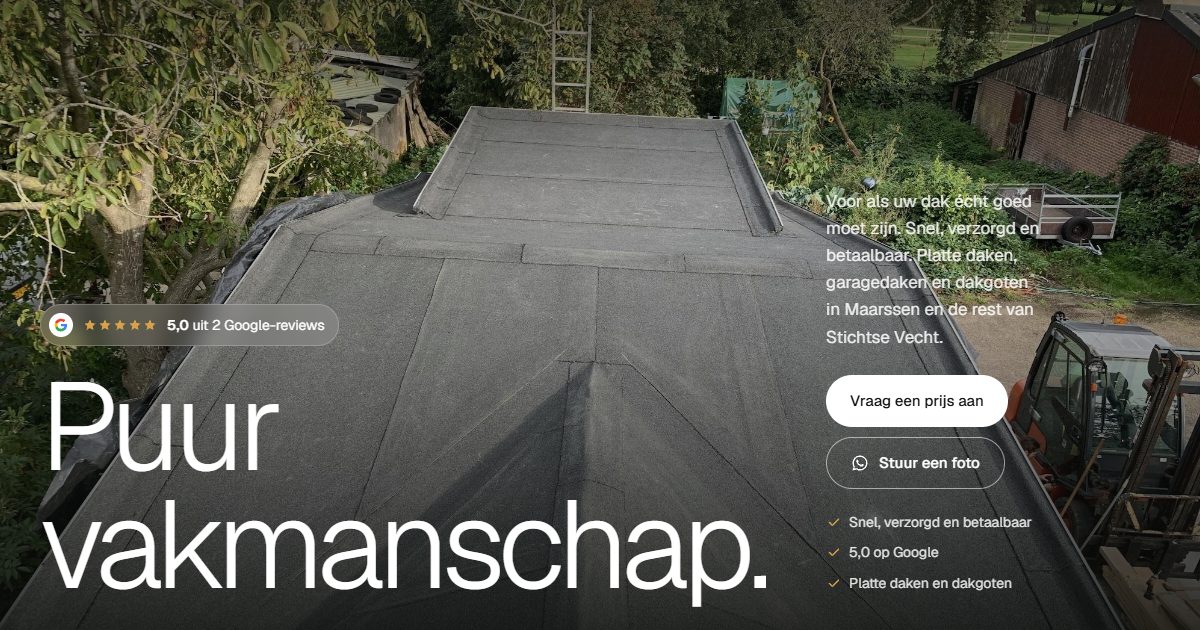 5,0 uit 2 Google-reviews
Puur
vakmanschap.
Voor als uw dak écht goed
moet zijn. Snel, verzorgd en
betaalbaar. Platte daken,
garagedaken en dakgoten
in Maarssen en de rest van
Stichtse Vecht.
Vraag een prijs aan
Stuur een foto
Snel, verzorgd en betaalbaar
5,0 op Google
Platte daken en dakgoten